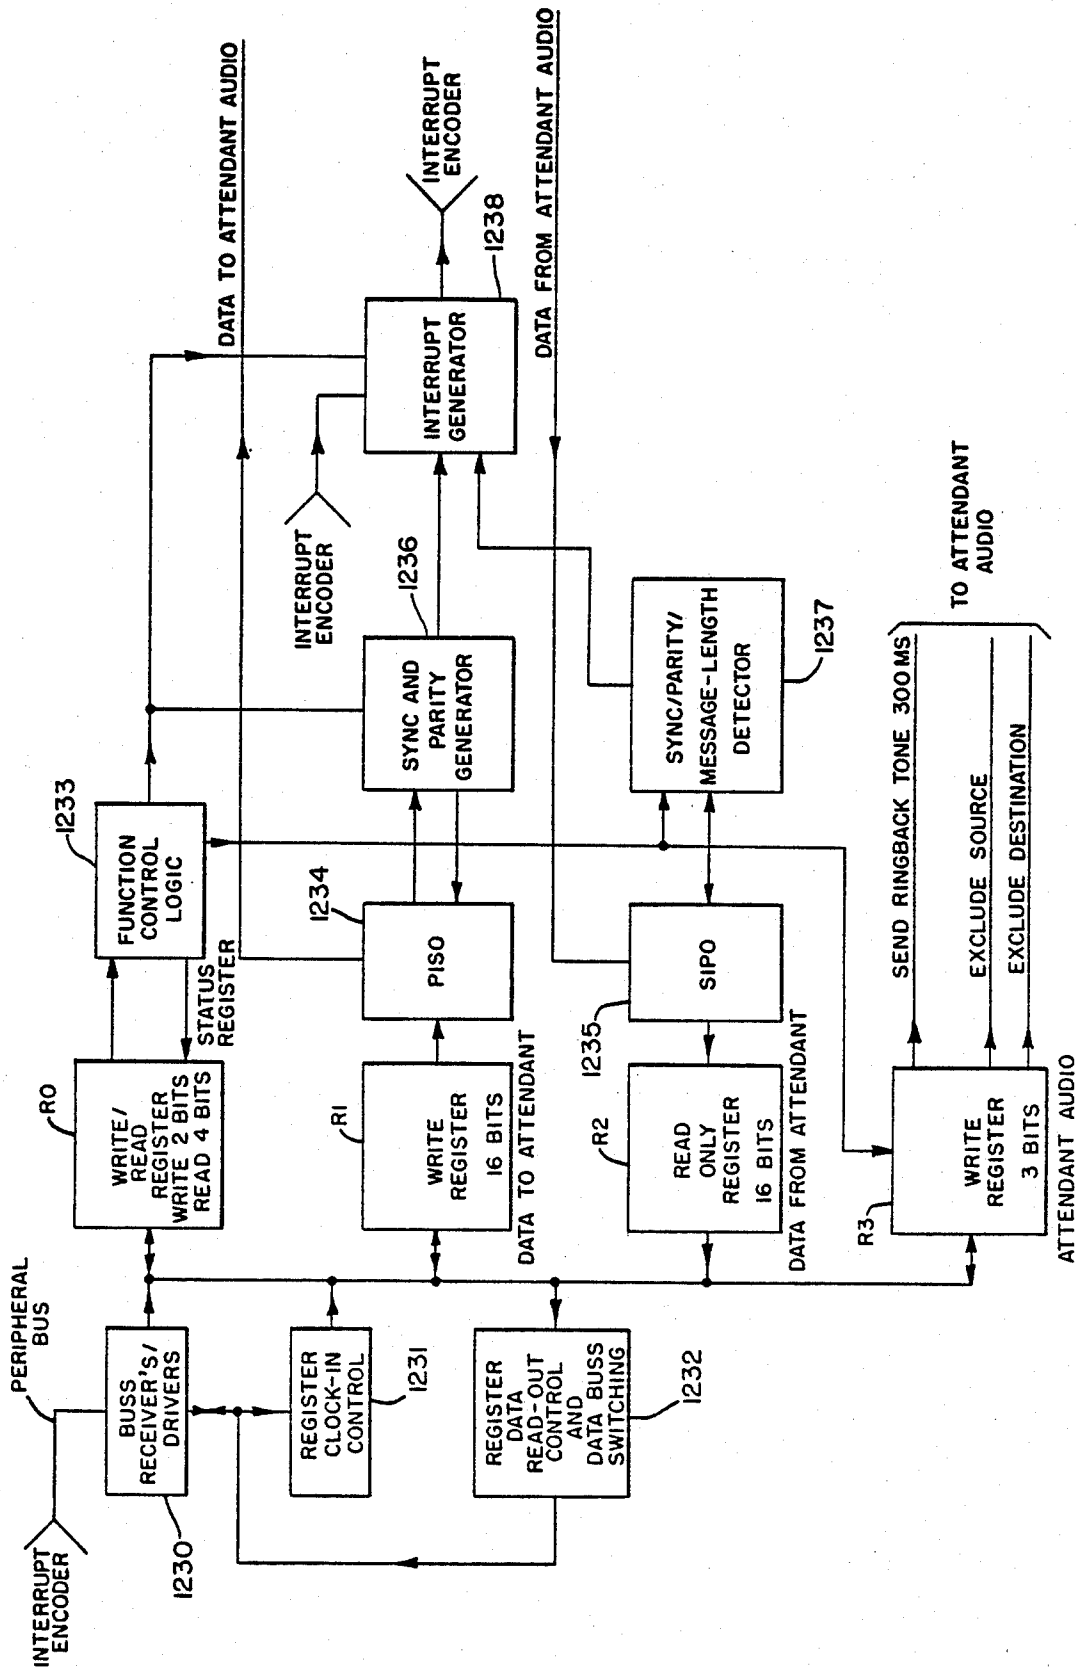 INTERRUPT
ENCODER
PERIPHERAL
BUS
BUSS
RECEIVER'S/
DRIVERS
1230
REGISTER
CLOCK-IN
CONTROL
1231
REGISTER
DATA
READ-OUT
CONTROL
AND
DATA BUSS
SWITCHING
1232
R0
WRITE/
READ
REGISTER
WRITE 2 BITS
READ 4 BITS
STATUS
REGISTER
FUNCTION
CONTROL
LOGIC
1233
R1
WRITE
REGISTER
16 BITS
DATA TO ATTENDANT
PISO
1234
SYNC AND
PARITY
GENERATOR
1236
DATA TO ATTENDANT AUDIO
INTERRUPT
ENCODER
INTERRUPT
GENERATOR
1238
INTERRUPT
ENCODER
R2
READ
ONLY
REGISTER
16 BITS
DATA FROM ATTENDANT
SIPO
1235
SYNC/PARITY/
MESSAGE-LENGTH
DETECTOR
1237
DATA FROM ATTENDANT AUDIO
R3
WRITE
REGISTER
3 BITS
ATTENDANT AUDIO
SEND RINGBACK TONE 300 MS
EXCLUDE SOURCE
EXCLUDE DESTINATION
TO ATTENDANT
AUDIO